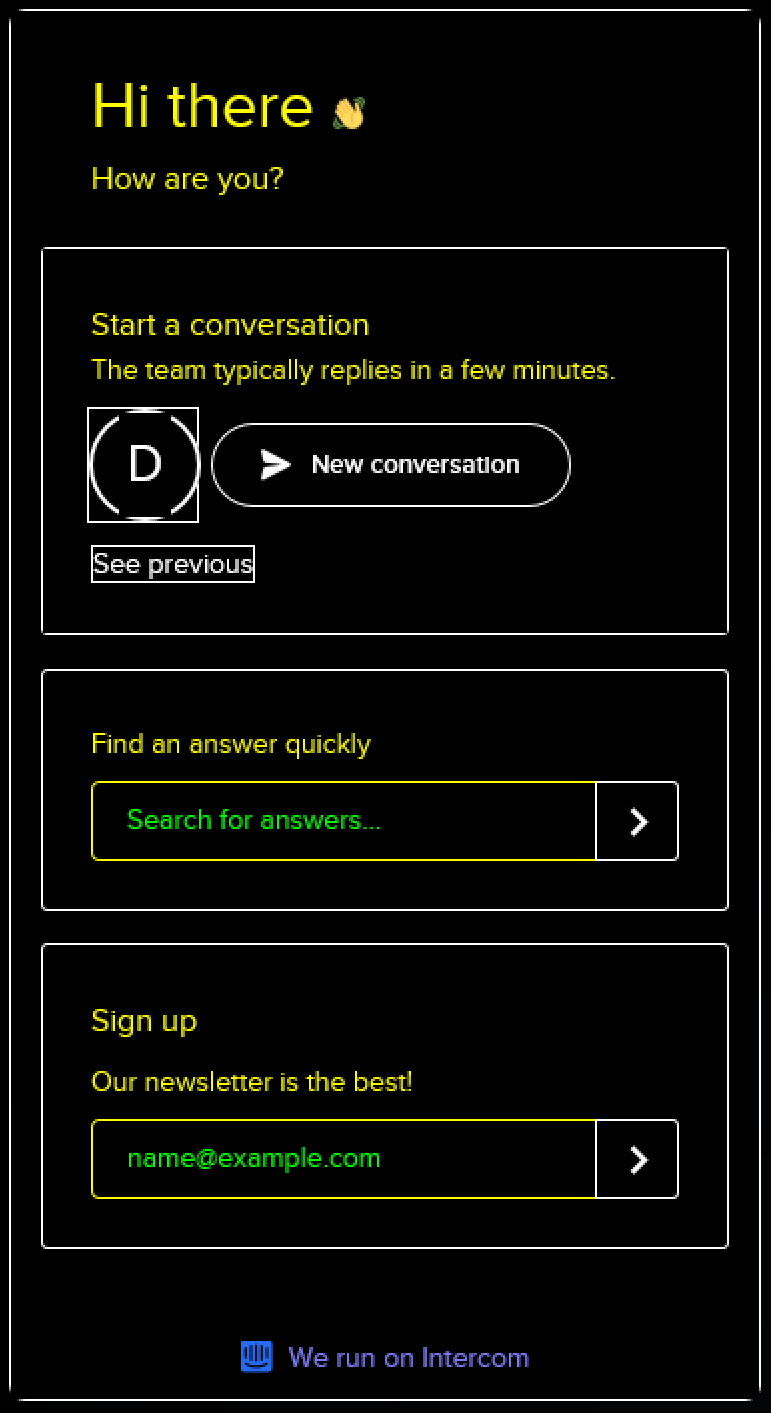 Hi there 👋
How are you?
Start a conversation
The team typically replies in a few minutes.
D
New conversation
See previous
Find an answer quickly
Search for answers...
Sign up
Our newsletter is the best!
name@example.com
We run on Intercom